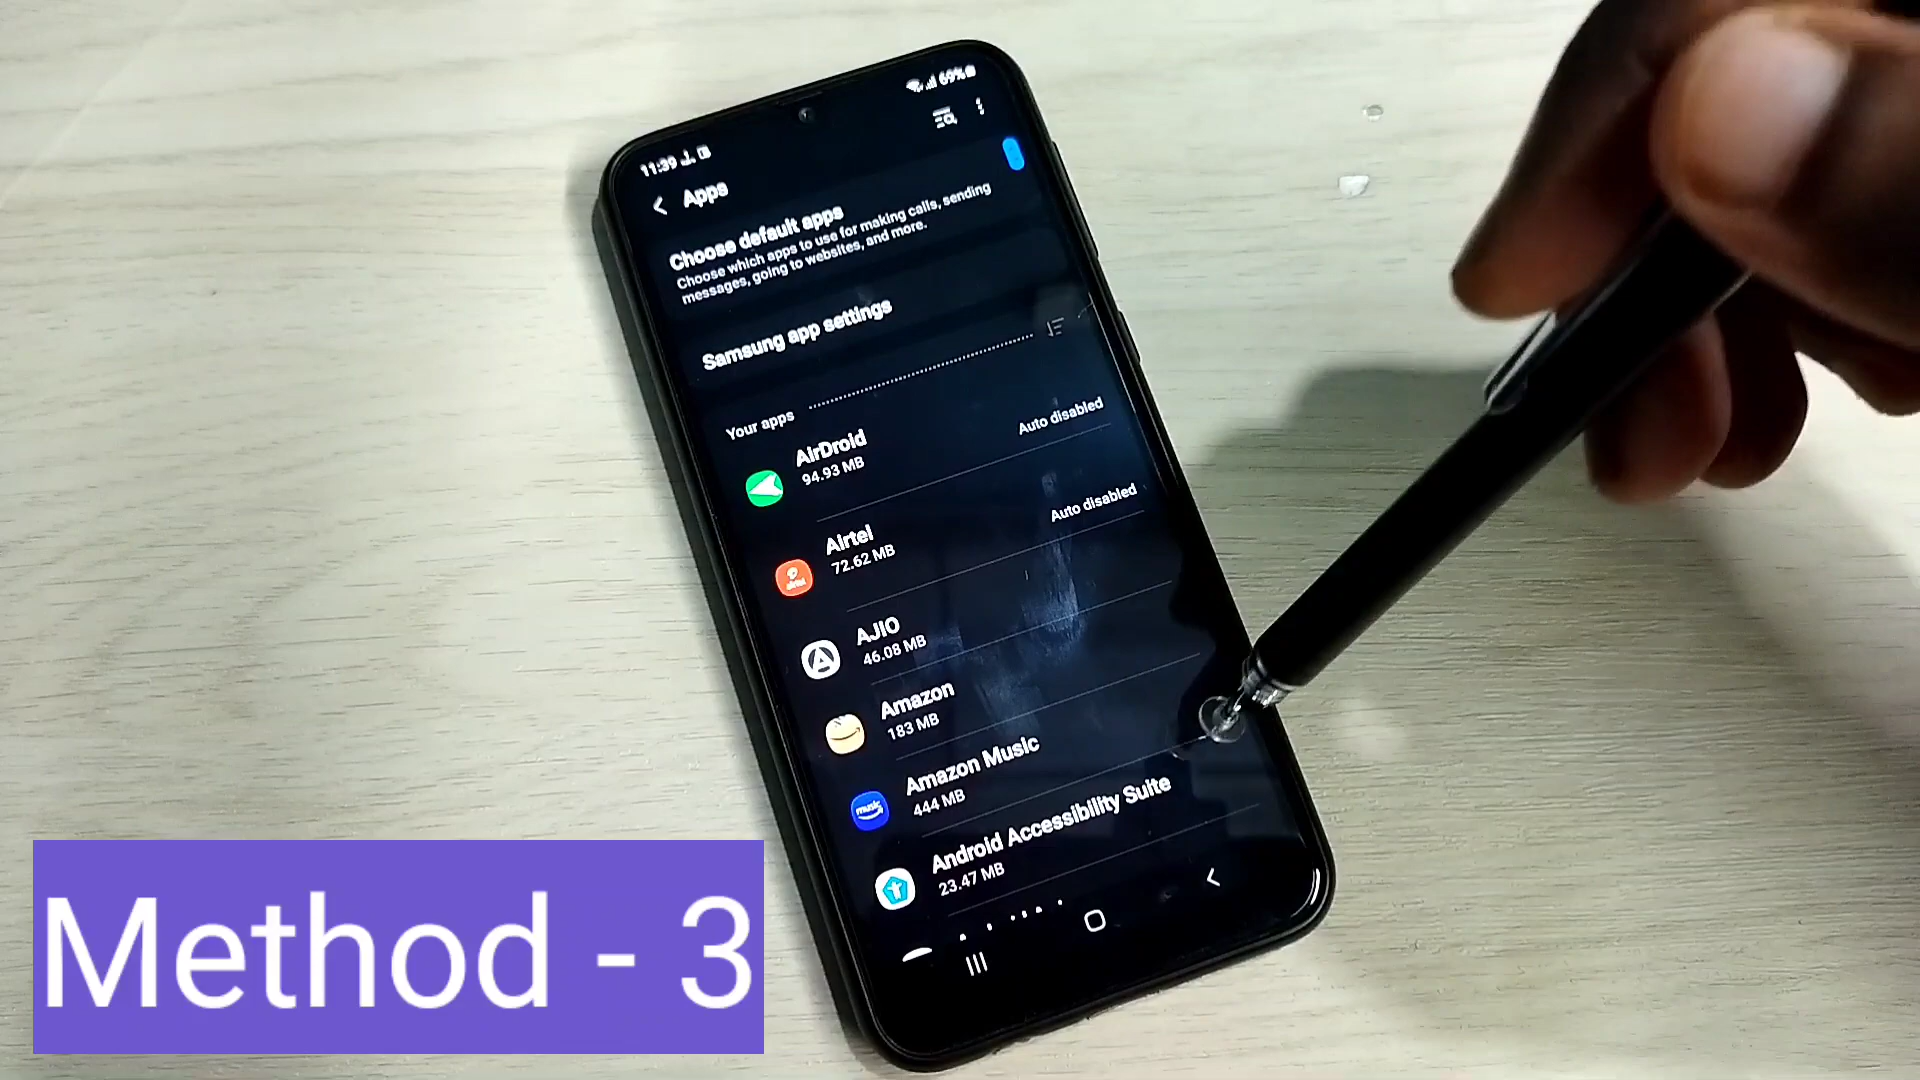 69%
11:39
Apps
Choose default apps
Choose which apps to use for making calls, sending
messages, going to websites, and more.
Samsung app settings
Your apps
AirDroid
94.93 MB
Auto disabled
Airtel
72.62 MB
Auto disabled
airtel
AJIO
46.08 MB
Amazon
183 MB
Amazon Music
444 MB
music
Android Accessibility Suite
23.47 MB
Method - 3